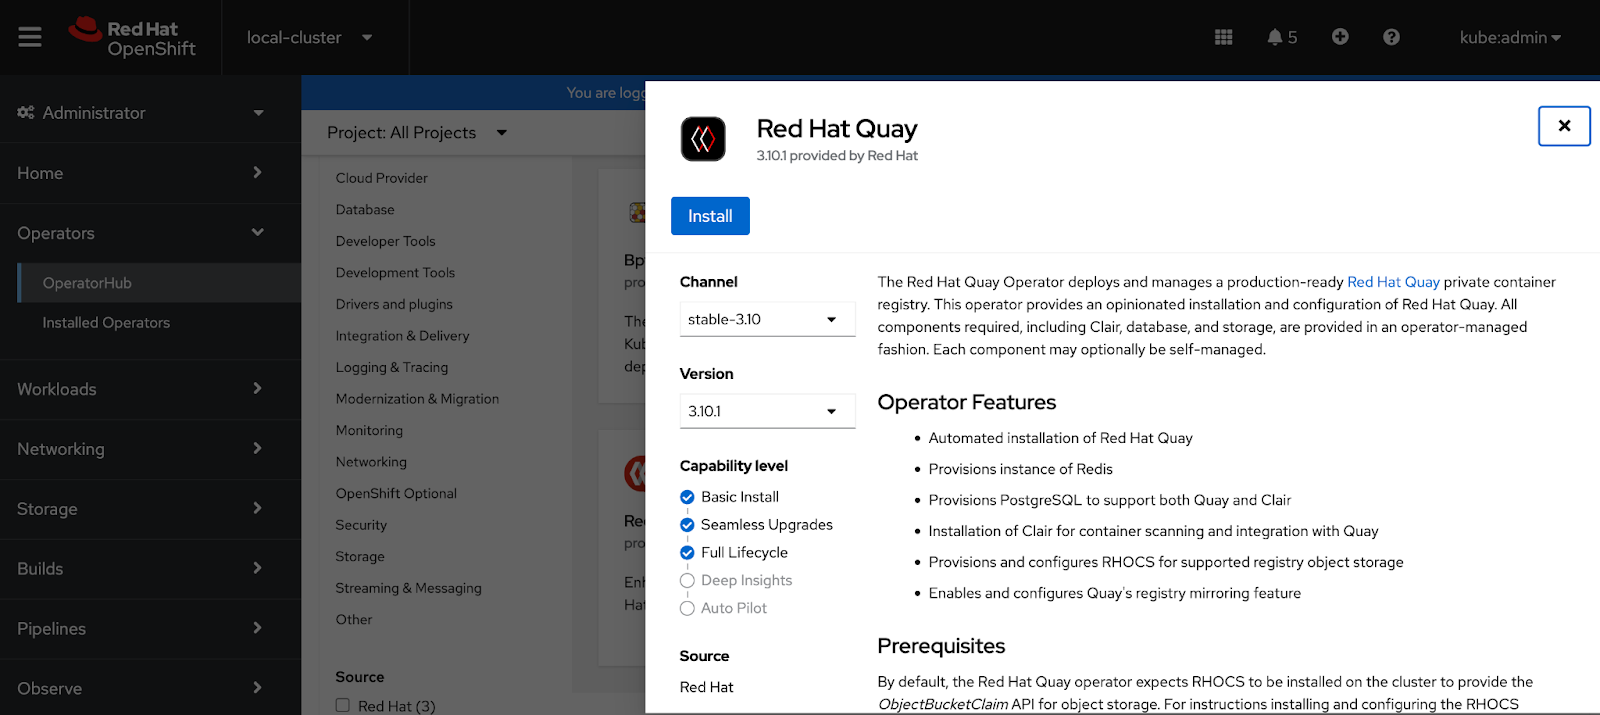 Red Hat
OpenShift
local-cluster
5
kube:admin
Administrator
Home
Operators
OperatorHub
Installed Operators
Workloads
Networking
Storage
Builds
Pipelines
Observe
You are logg
Project: All Projects
Cloud Provider
Database
Developer Tools
Development Tools
Drivers and plugins
Integration & Delivery
Logging & Tracing
Modernization & Migration
Monitoring
Networking
OpenShift Optional
Security
Storage
Streaming & Messaging
Other
Source
Red Hat (3)
Bp
pro
The
Kub
dep
Re
pro
Enh
Hat
Red Hat Quay
3.10.1 provided by Red Hat
Install
Channel
stable-3.10
Version
3.10.1
Capability level
Basic Install
Seamless Upgrades
Full Lifecycle
Deep Insights
Auto Pilot
Source
Red Hat
The Red Hat Quay Operator deploys and manages a production-ready Red Hat Quay private container
registry. This operator provides an opinionated installation and configuration of Red Hat Quay. All
components required, including Clair, database, and storage, are provided in an operator-managed
fashion. Each component may optionally be self-managed.
Operator Features
• Automated installation of Red Hat Quay
• Provisions instance of Redis
• Provisions PostgreSQL to support both Quay and Clair
• Installation of Clair for container scanning and integration with Quay
• Provisions and configures RHOCS for supported registry object storage
• Enables and configures Quay's registry mirroring feature
Prerequisites
By default, the Red Hat Quay operator expects RHOCS to be installed on the cluster to provide the
ObjectBucketClaim API for object storage. For instructions installing and configuring the RHOCS